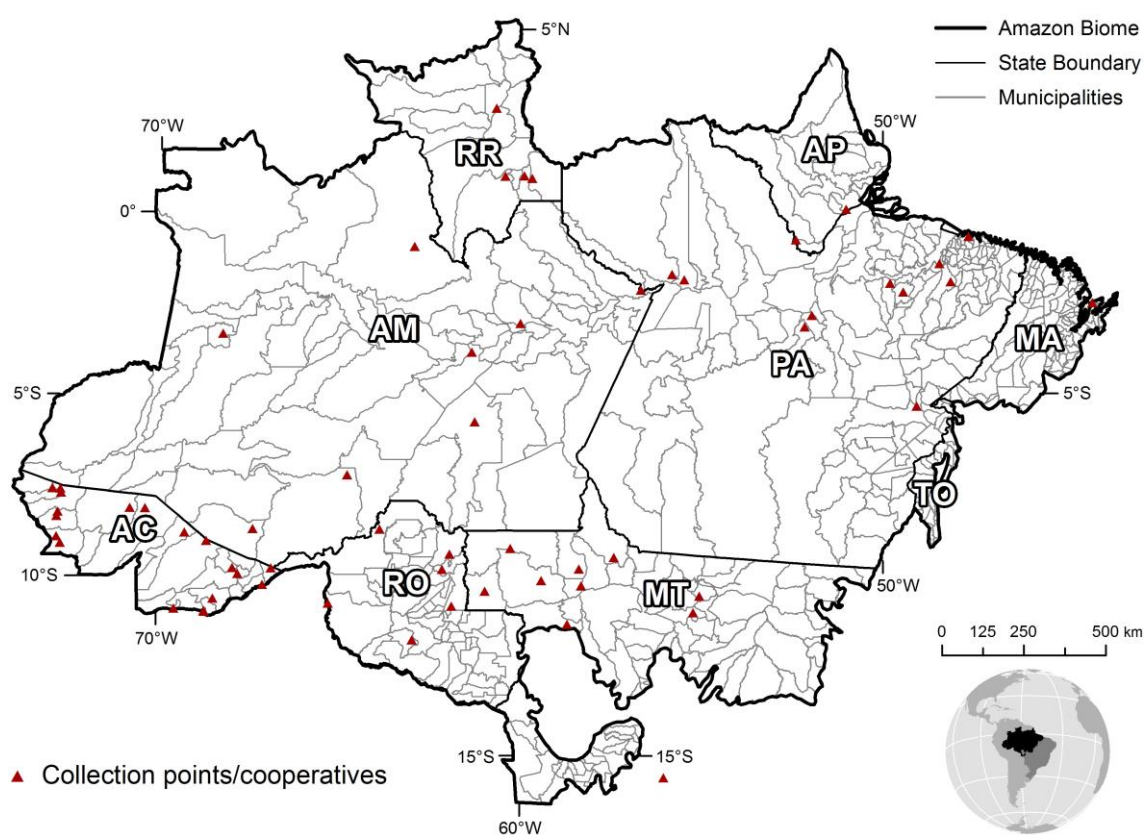 5°N
Amazon Biome
State Boundary
Municipalities
70°W
50°W
RR
AP
0°
AM
PA
MA
5°S
5°S
TO
AC
10°S
RO
MT
50°W
70°W
0 125 250 500 km
15°S
15°S
Collection points/cooperatives
60°W